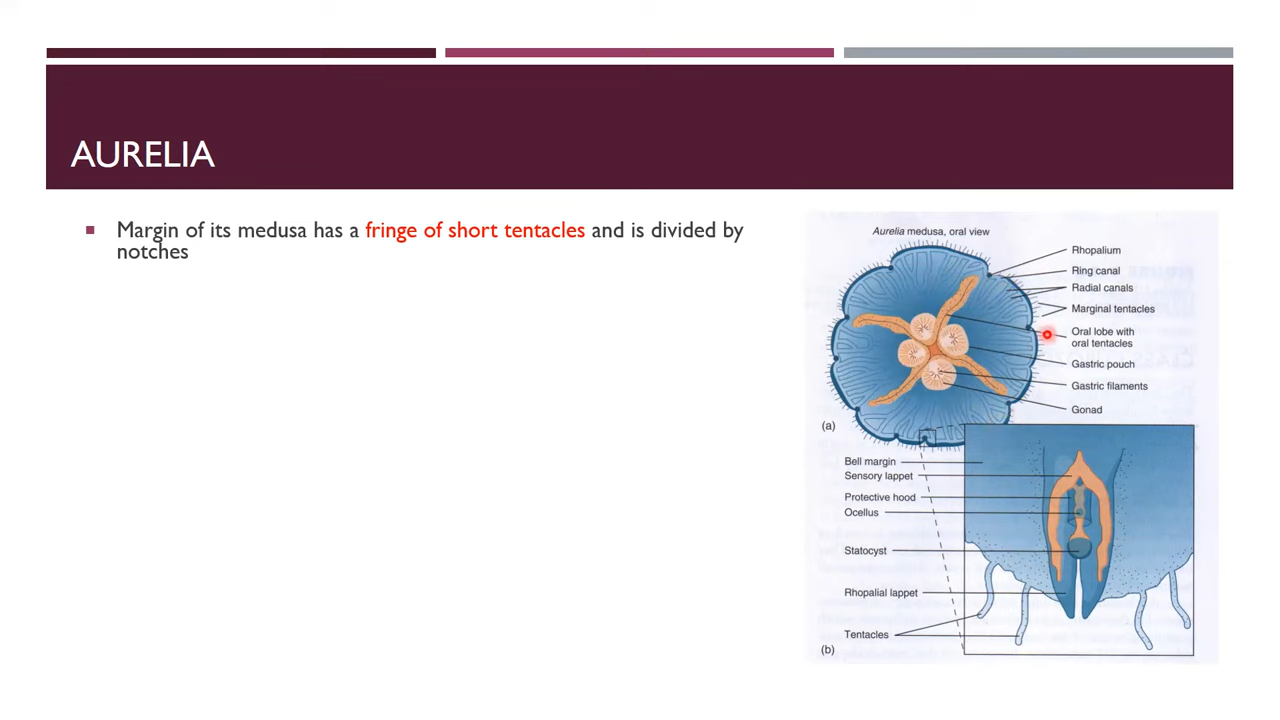 AURELIA
Margin of its medusa has a fringe of short tentacles and is divided by
notches
Aurelia medusa, oral view
Rhopalium
Ring canal
Radial canals
Marginal tentacles
Oral lobe with
oral tentacles
Gastric pouch
Gastric filaments
Gonad
(a)
Bell margin
Sensory lappet
Protective hood
Ocellus
Statocyst
Rhopalial lappet
Tentacles
(b)